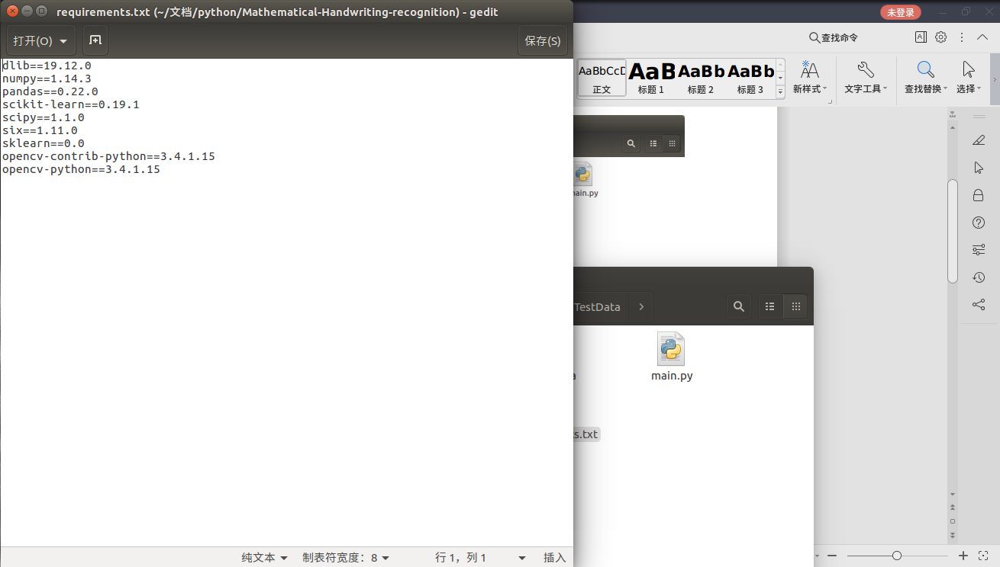 requirements.txt (~/文档/python/Mathematical-Handwriting-recognition) - gedit
未登录
打开(O)
保存(S)
查找命令
dlib==19.12.0
numpy==1.14.3
pandas==0.22.0
scikit-learn==0.19.1
scipy==1.1.0
six==1.11.0
sklearn==0.0
opencv-contrib-python==3.4.1.15
opencv-python==3.4.1.15
AaBbCcD
AaB
AaBb
AaBb
正文
标题 1
标题 2
标题 3
新样式
文字工具
查找替换
选择
main.py
TestData
main.py
s.txt
纯文本
制表符宽度：8
行 1，列 1
插入